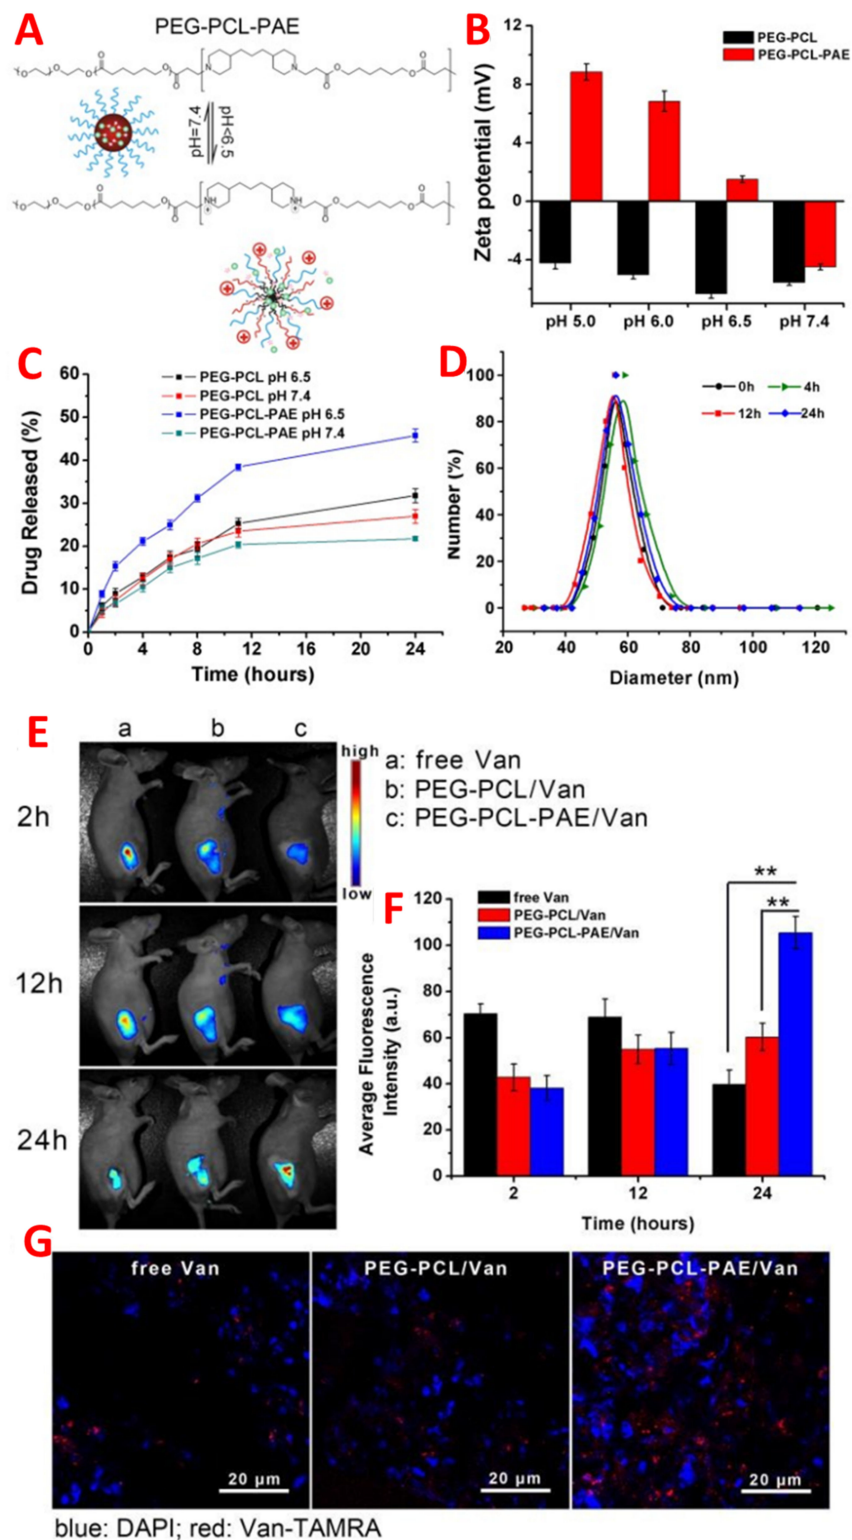 A
PEG-PCL-PAE
pH=7.4
pH<6.5
B
PEG-PCL
PEG-PCL-PAE
Zeta potential (mV)
12
8
4
0
-4
pH 5.0 pH 6.0 pH 6.5 pH 7.4
C
PEG-PCL pH 6.5
PEG-PCL pH 7.4
PEG-PCL-PAE pH 6.5
PEG-PCL-PAE pH 7.4
Drug Released (%)
60
50
40
30
20
10
0
0 4 8 12 16 20 24
Time (hours)
D
0h 4h
12h 24h
Number (%)
100
80
60
40
20
0
20 40 60 80 100 120
Diameter (nm)
E
a b c
2h
12h
24h
high
low
a: free Van
b: PEG-PCL/Van
c: PEG-PCL-PAE/Van
F
free Van
PEG-PCL/Van
PEG-PCL-PAE/Van
**
**
Average Fluorescence
Intensity (a.u.)
120
100
80
60
40
20
0
2 12 24
Time (hours)
G
free Van PEG-PCL/Van PEG-PCL-PAE/Van
20 μm 20 μm 20 μm
blue: DAPI; red: Van-TAMRA